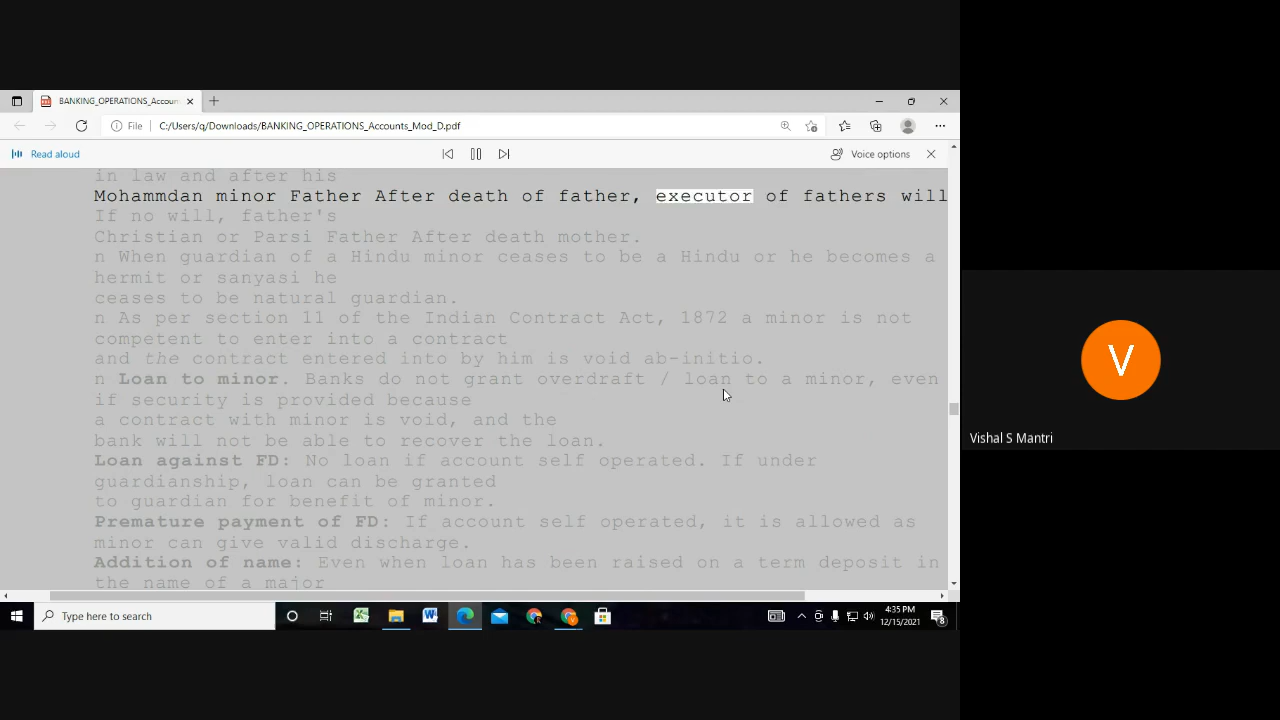 BANKING_OPERATIONS_Accoun
File
C:/Users/q/Downloads/BANKING_OPERATIONS_Accounts_Mod_D.pdf
Read aloud
Voice options
in law and after his
Mohammdan minor Father After death of father, executor of fathers will
If no will, father's
Christian or Parsi Father After death mother.
n When guardian of a Hindu minor ceases to be a Hindu or he becomes a
hermit or sanyasi he
ceases to be natural guardian.
n As per section 11 of the Indian Contract Act, 1872 a minor is not
competent to enter into a contract
and the contract entered into by him is void ab-initio.
n Loan to minor. Banks do not grant overdraft / loan to a minor, even
if security is provided because
a contract with minor is void, and the
bank will not be able to recover the loan.
Loan against FD: No loan if account self operated. If under
guardianship, loan can be granted
to guardian for benefit of minor.
Premature payment of FD: If account self operated, it is allowed as
minor can give valid discharge.
Addition of name: Even when loan has been raised on a term deposit in
the name of a major
Type here to search
4:35 PM
12/15/2021
8
V
Vishal S Mantri